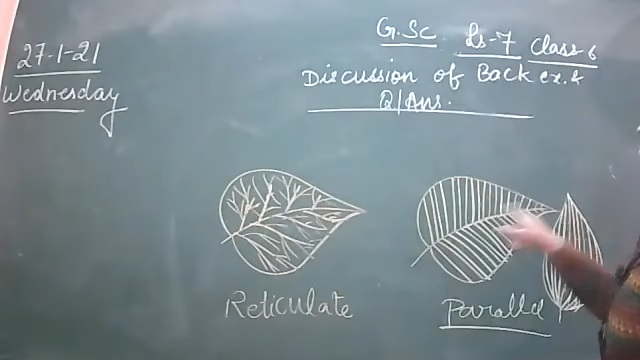 27-1-21
Wednesday
G.Sc Ls-7 Class-6
Discussion of Back ex. &
Q/Ans.
Reticulate
Parallel